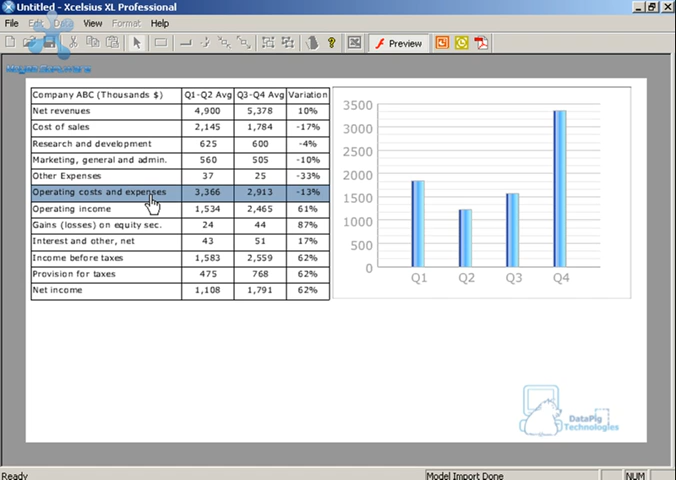 Untitled - Xcelsius XL Professional
File Edit Data View Format Help
Preview
Company ABC (Thousands $) Q1-Q2 Avg Q3-Q4 Avg Variation
Net revenues 4,900 5,378 10%
Cost of sales 2,145 1,784 -17%
Research and development 625 600 -4%
Marketing, general and admin. 560 505 -10%
Other Expenses 37 25 -33%
Operating costs and expenses 3,366 2,913 -13%
Operating income 1,534 2,465 61%
Gains (losses) on equity sec. 24 44 87%
Interest and other, net 43 51 17%
Income before taxes 1,583 2,559 62%
Provision for taxes 475 768 62%
Net income 1,108 1,791 62%
3500
3000
2500
2000
1500
1000
500
0
Q1 Q2 Q3 Q4
DataPig
Technologies
Ready Model Import Done NUM